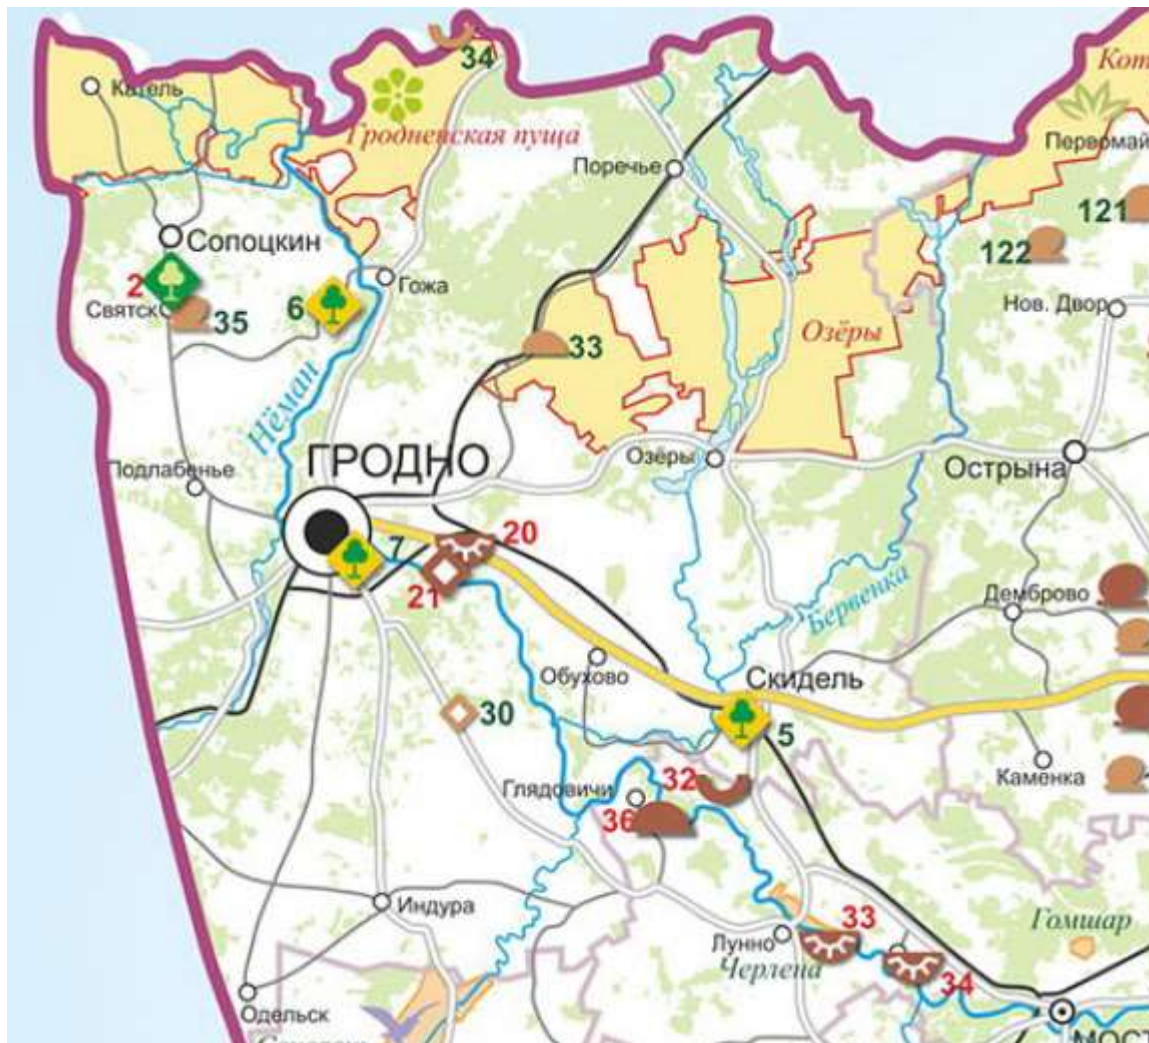 34
Кот
Катель
Гродненская пуща
Первомай
Поречье
121
Сопоцкин
122
2
Гожа
Святск
35
6
Нов. Двор
33
Озёры
Нёман
ГРОДНО
Озёры
Острына
Подлабенье
20
7
21
Демброво
Бервенка
Обухово
Скидель
30
5
Каменка
Глядовичи
32
36
Индура
33
Гомшар
Лунно
Черлена
34
Одельск
МОСТ